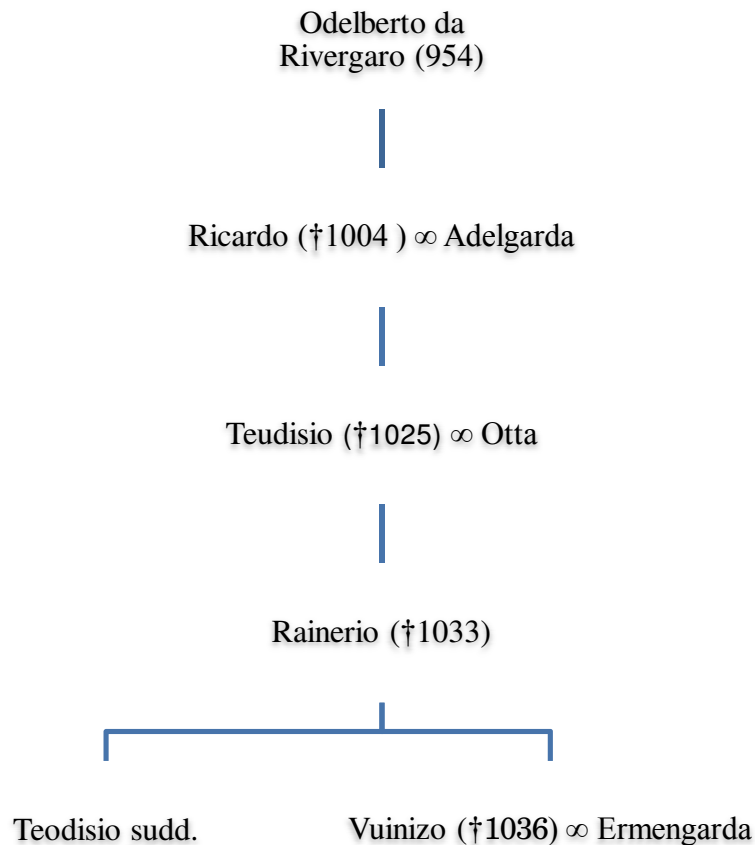 Odelberto da
Rivergaro (954)
Ricardo (†1004 ) ∞ Adelgarda
Teudisio (†1025) ∞ Otta
Rainerio (†1033)
Teodisio sudd.
Vuinizo (†1036) ∞ Ermengarda